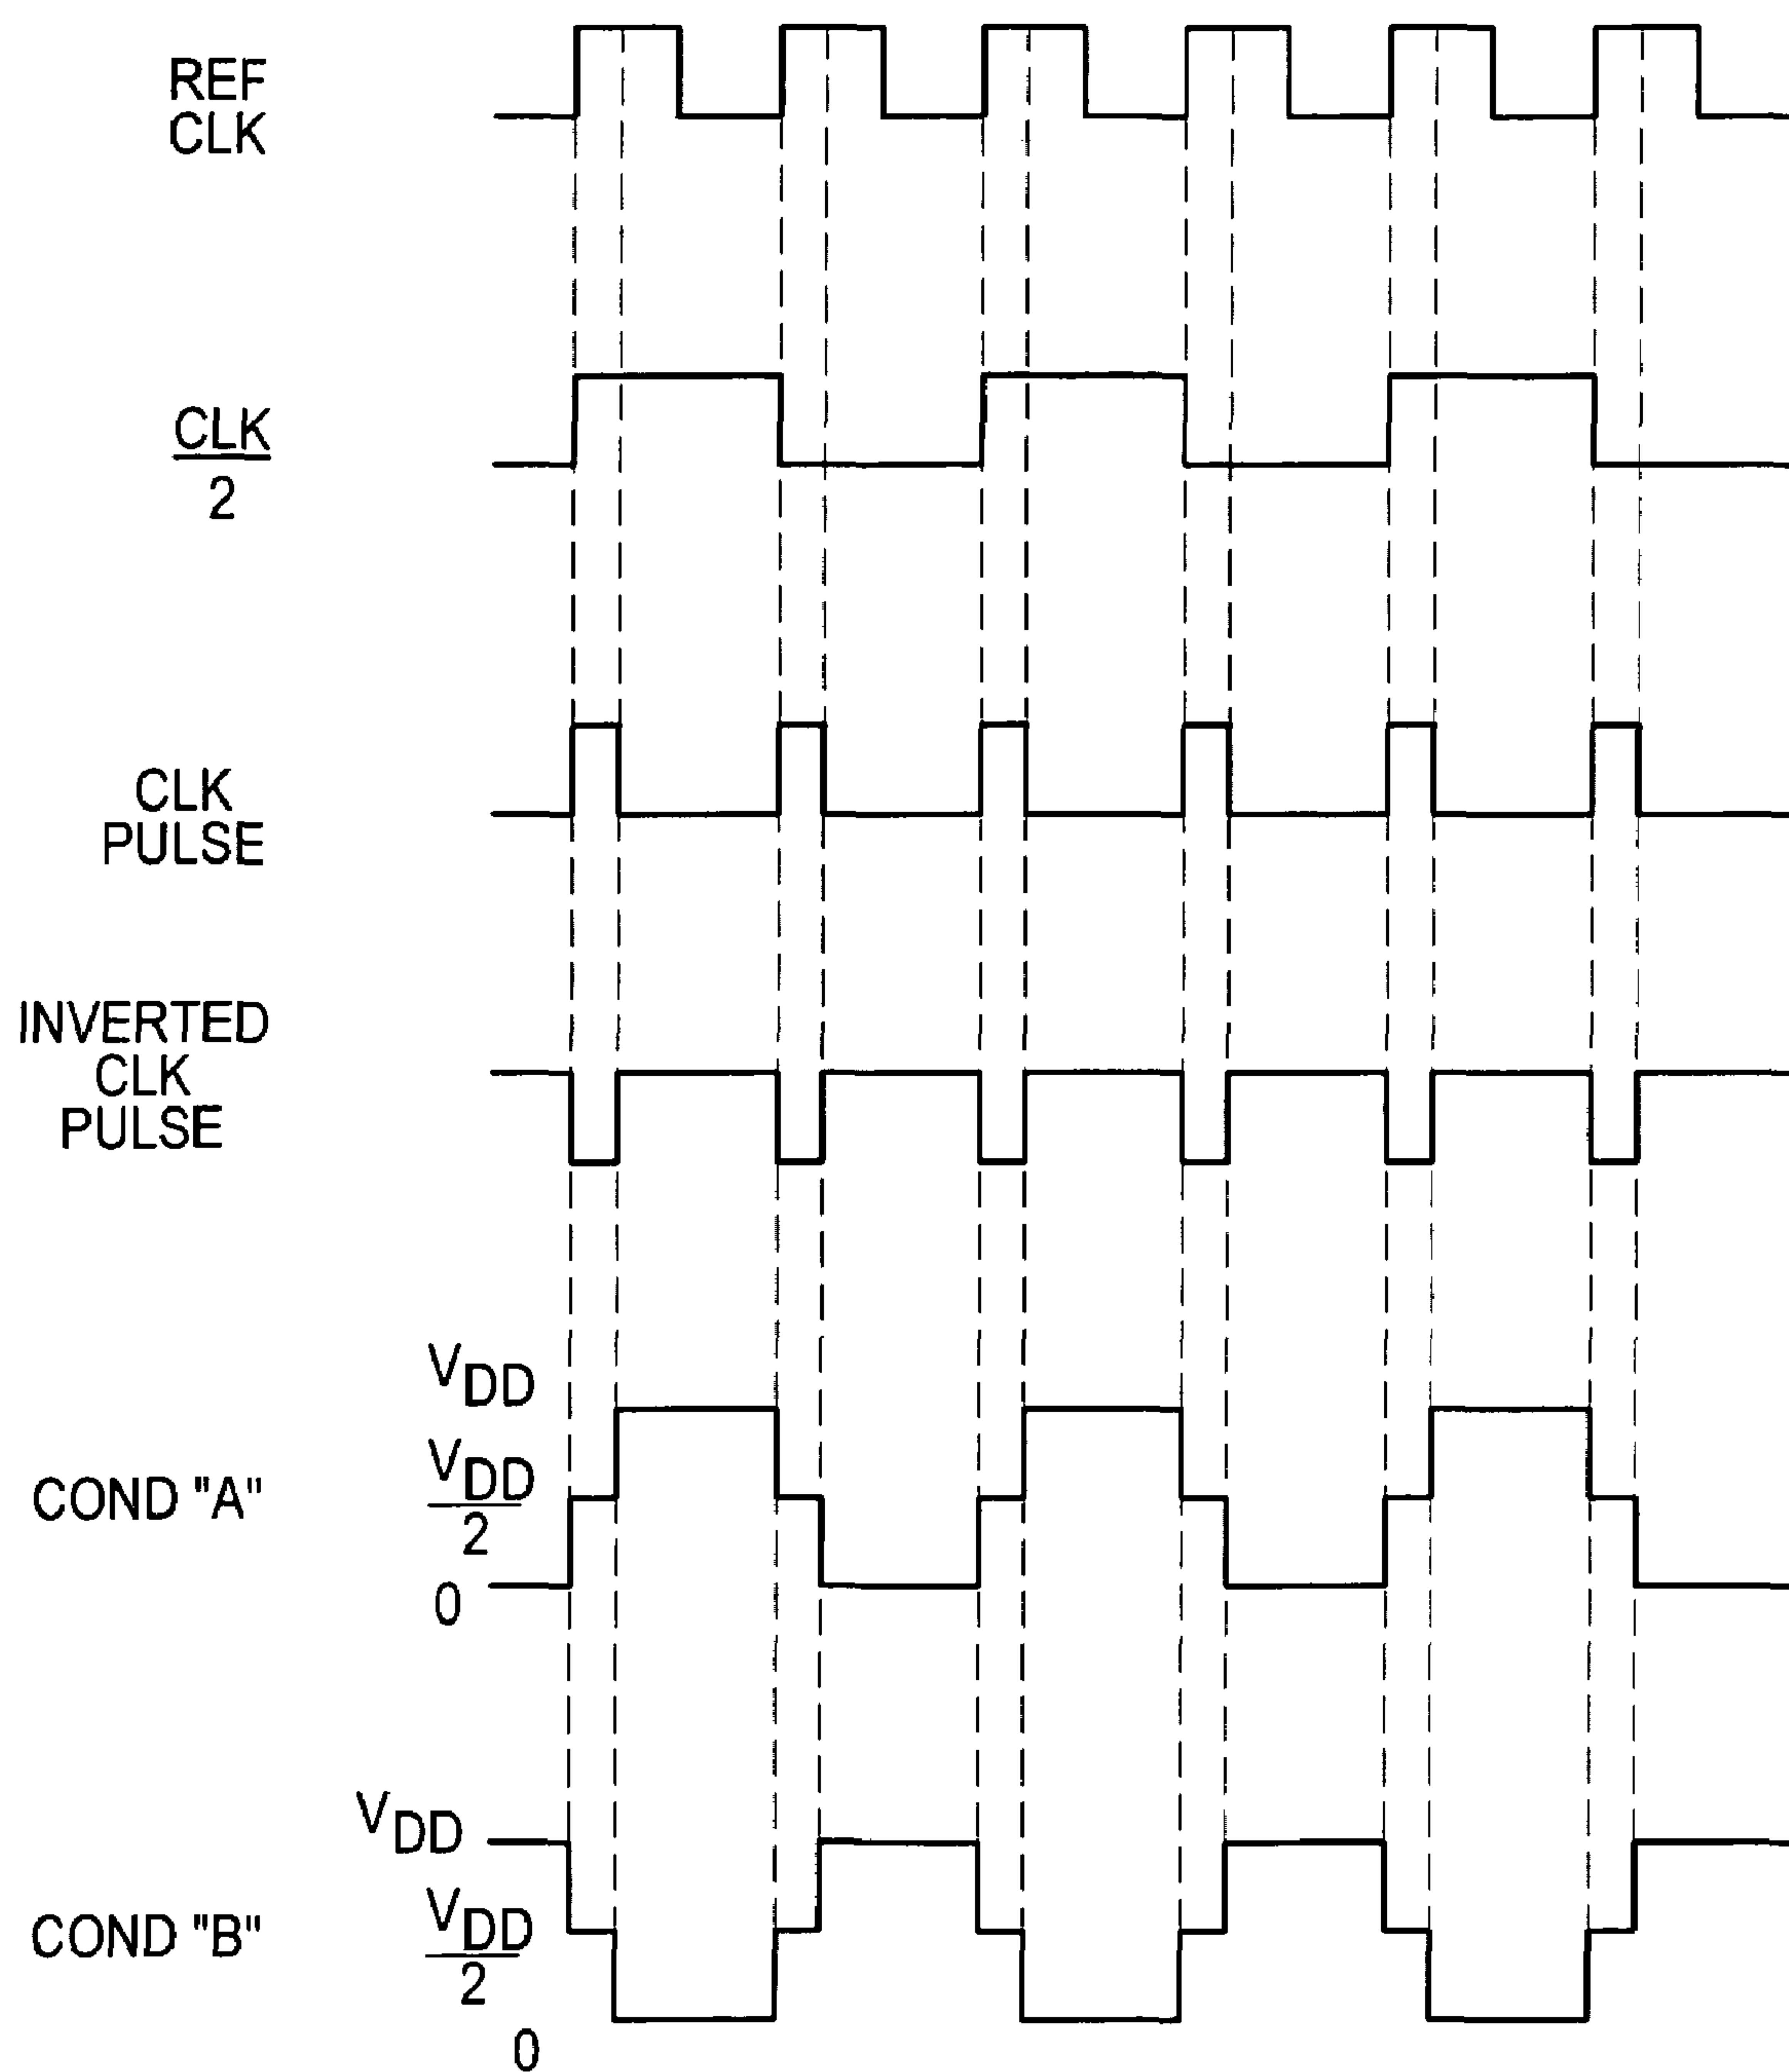 REF
CLK
CLK
2
CLK
PULSE
INVERTED
CLK
PULSE
VDD
COND "A"
VDD
2
0
VDD
COND "B"
VDD
2
0